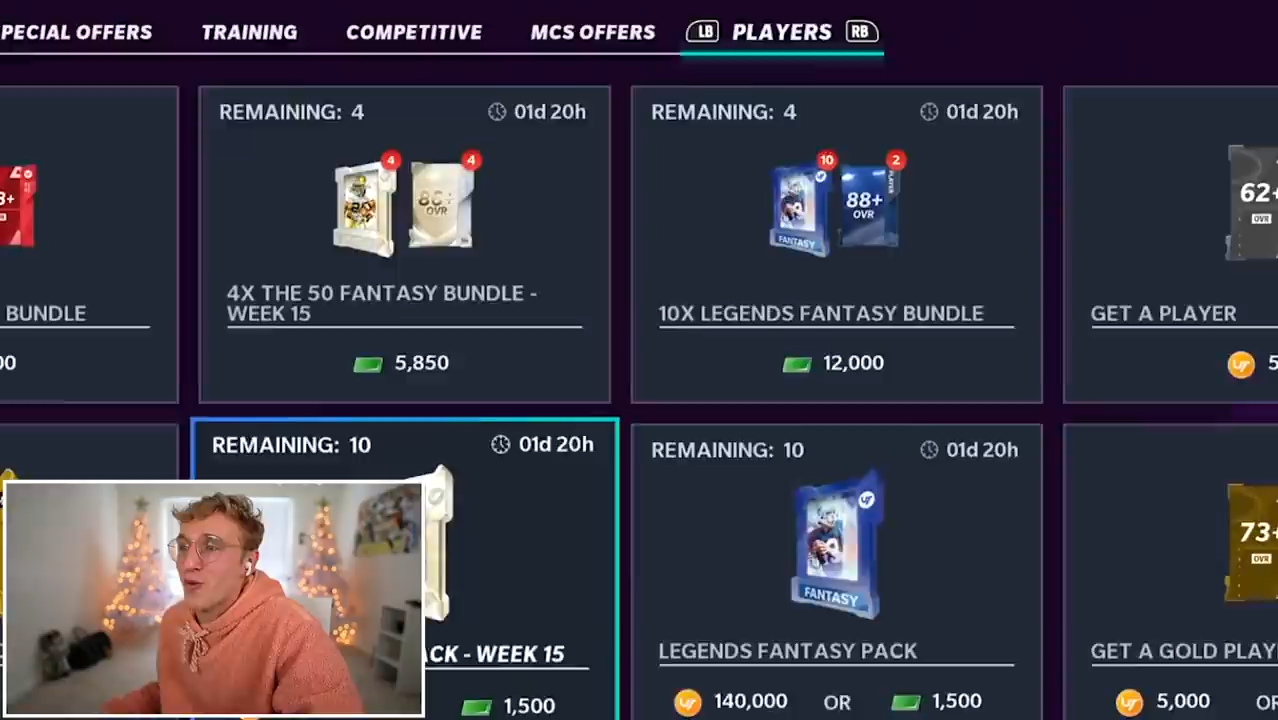 PECIAL OFFERS
TRAINING
COMPETITIVE
MCS OFFERS
LB PLAYERS RB
BUNDLE
REMAINING: 4 01d 20h
4 4
OVR
4X THE 50 FANTASY BUNDLE -
WEEK 15
5,850
REMAINING: 4 01d 20h
10 2
FANTASY
88+
OVR
PLAYER
10X LEGENDS FANTASY BUNDLE
12,000
62+
OVR
GET A PLAYER
REMAINING: 10 01d 20h
ACK - WEEK 15
1,500
REMAINING: 10 01d 20h
FANTASY
LEGENDS FANTASY PACK
140,000 OR 1,500
73+
OVR
GET A GOLD PLAY
5,000